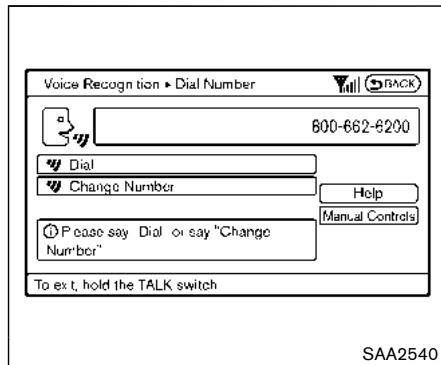 Voice Recognition ▸ Dial Number BACK
800-662-6200
Dial
Change Number
Help
Manual Controls
Please say Dial or say "Change
Number"
To exit, hold the TALK switch
SAA2540